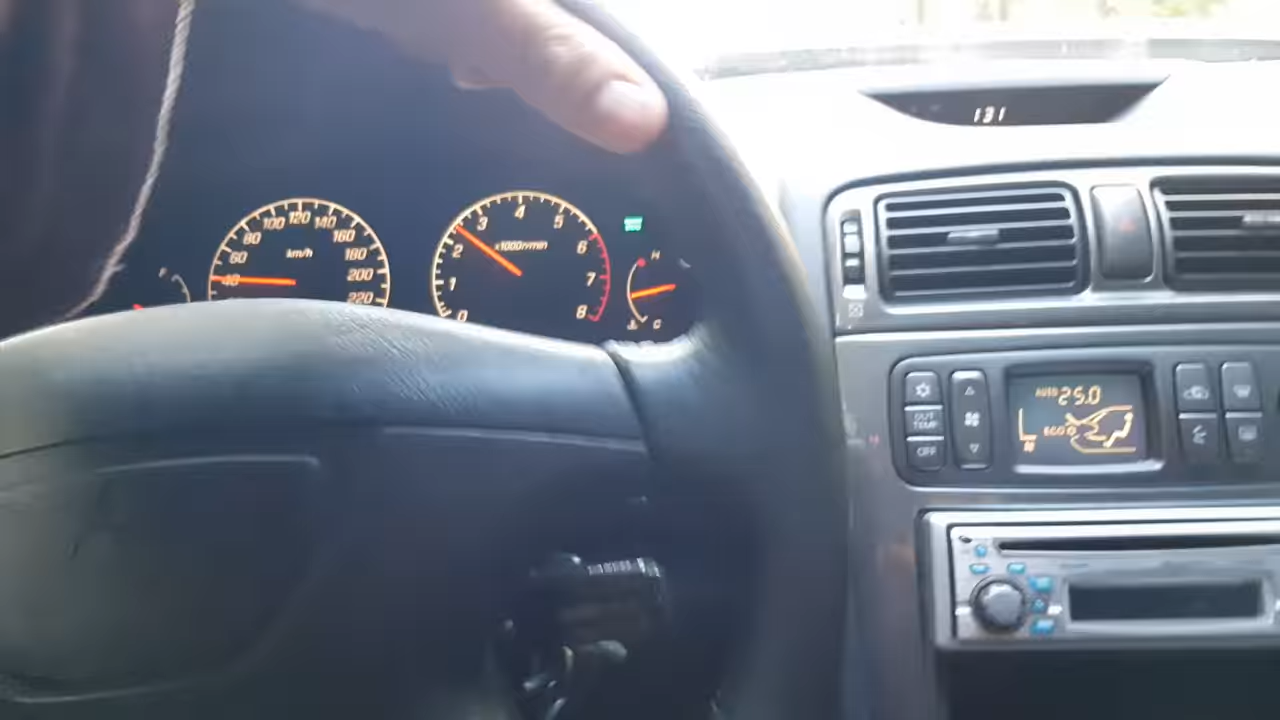 131
100 120 140
80 160
60 km/h 180
40 200
220
F
4
3 5
2 x1000r/min 6
1 7
0 8
H
C
AUTO 25.0
ECO
OUT
TEMP
OFF